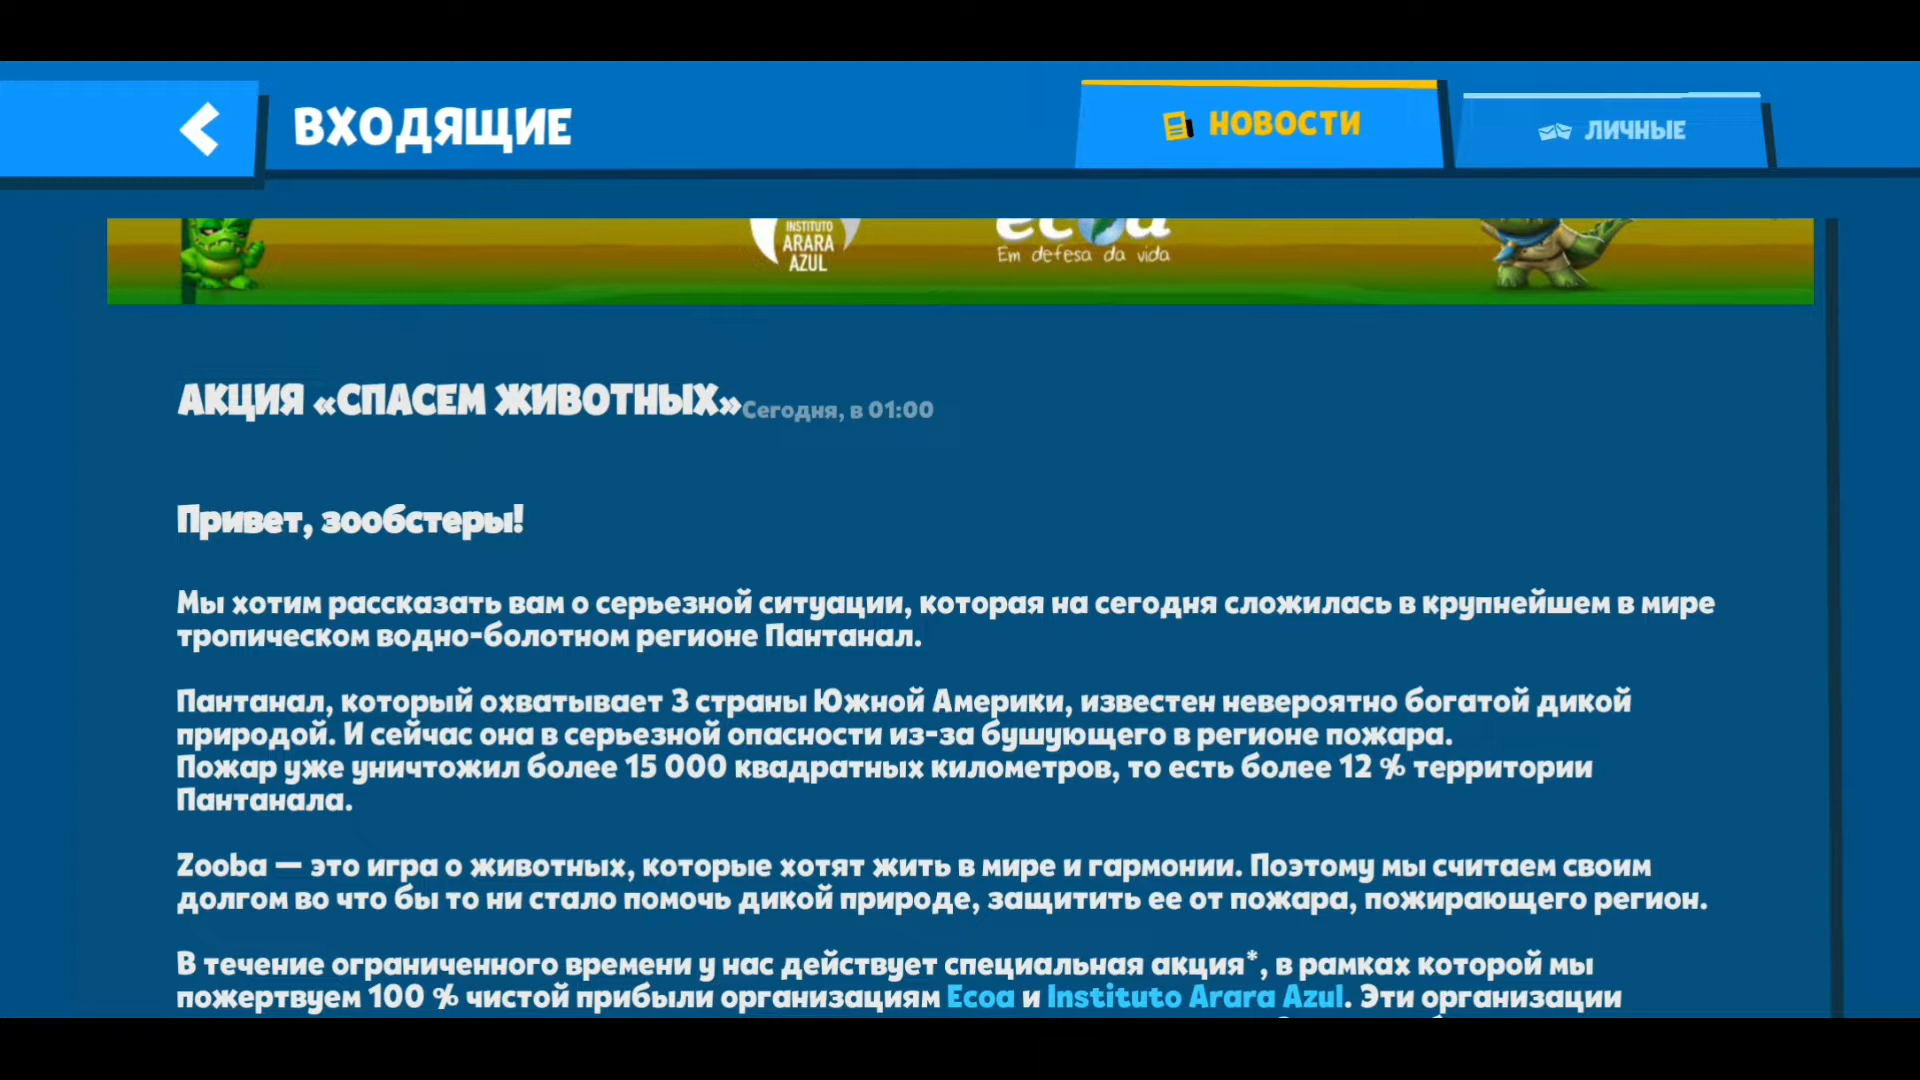 ВХОДЯЩИЕ
НОВОСТИ
ЛИЧНЫЕ
INSTITUTO
ARARA
AZUL
ecoa
Em defesa da vida
АКЦИЯ «СПАСЕМ ЖИВОТНЫХ» Сегодня, в 01:00
Привет, зообстеры!
Мы хотим рассказать вам о серьезной ситуации, которая на сегодня сложилась в крупнейшем в мире
тропическом водно-болотном регионе Пантанал.
Пантанал, который охватывает 3 страны Южной Америки, известен невероятно богатой дикой
природой. И сейчас она в серьезной опасности из-за бушующего в регионе пожара.
Пожар уже уничтожил более 15 000 квадратных километров, то есть более 12 % территории
Пантанала.
Zooba — это игра о животных, которые хотят жить в мире и гармонии. Поэтому мы считаем своим
долгом во что бы то ни стало помочь дикой природе, защитить ее от пожара, пожирающего регион.
В течение ограниченного времени у нас действует специальная акция*, в рамках которой мы
пожертвуем 100 % чистой прибыли организациям Ecoa и Instituto Arara Azul. Эти организации